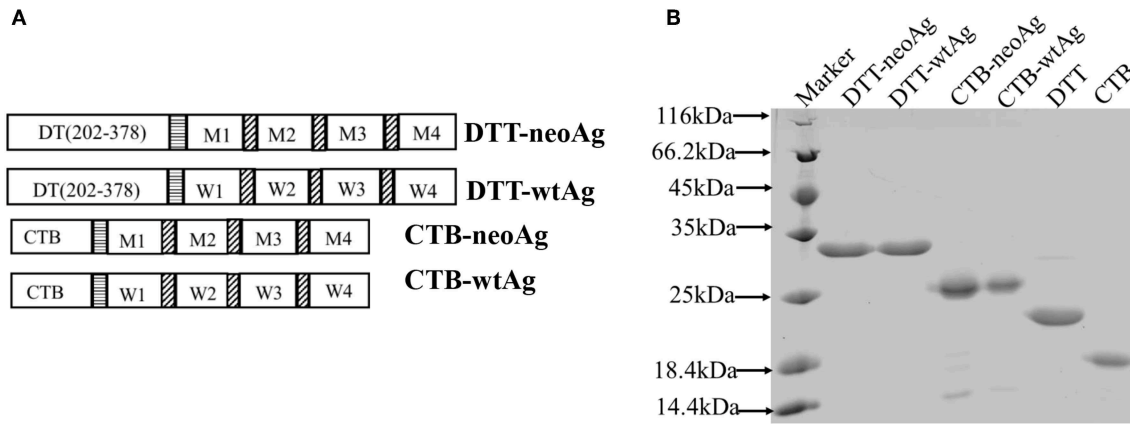 A
DT(202-378) M1 M2 M3 M4 DTT-neoAg
DT(202-378) W1 W2 W3 W4 DTT-wtAg
CTB M1 M2 M3 M4 CTB-neoAg
CTB W1 W2 W3 W4 CTB-wtAg
B
Marker DTT-neoAg DTT-wtAg CTB-neoAg CTB-wtAg DTT CTB
116kDa
66.2kDa
45kDa
35kDa
25kDa
18.4kDa
14.4kDa